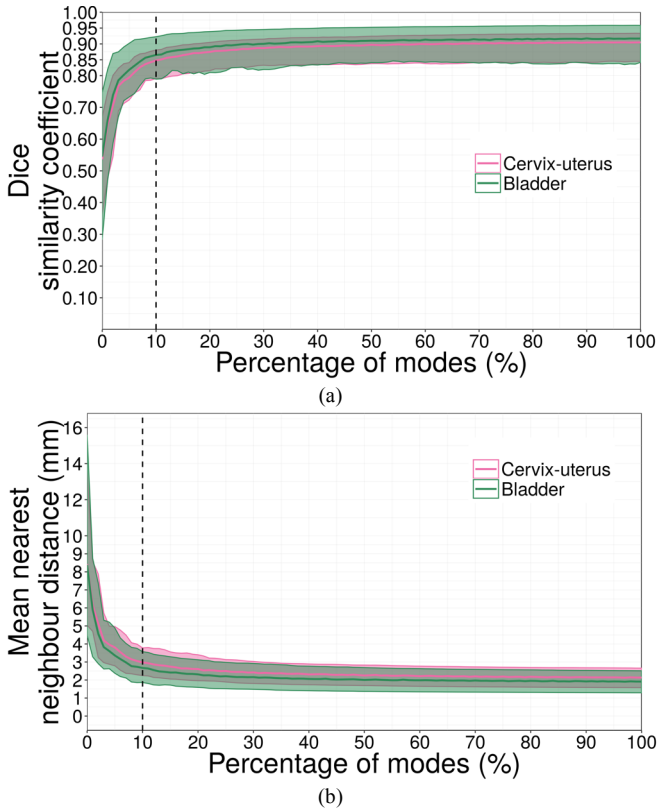 1.00
0.95
0.90
0.85
0.80
0.70
0.60
0.50
0.40
0.30
0.20
0.10
Dice
similarity coefficient
Cervix-uterus
Bladder
0 10 20 30 40 50 60 70 80 90 100
Percentage of modes (%)
(a)
16
14
12
10
9
8
7
6
5
4
3
2
1
0
Mean nearest
neighbour distance (mm)
Cervix-uterus
Bladder
0 10 20 30 40 50 60 70 80 90 100
Percentage of modes (%)
(b)